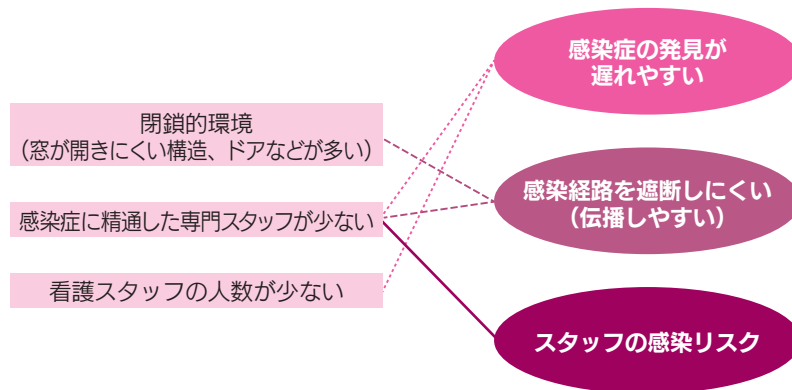 閉鎖的環境
（窓が開きにくい構造、ドアなどが多い）
感染症に精通した専門スタッフが少ない
看護スタッフの人数が少ない
感染症の発見が
遅れやすい
感染経路を遮断しにくい
（伝播しやすい）
スタッフの感染リスク